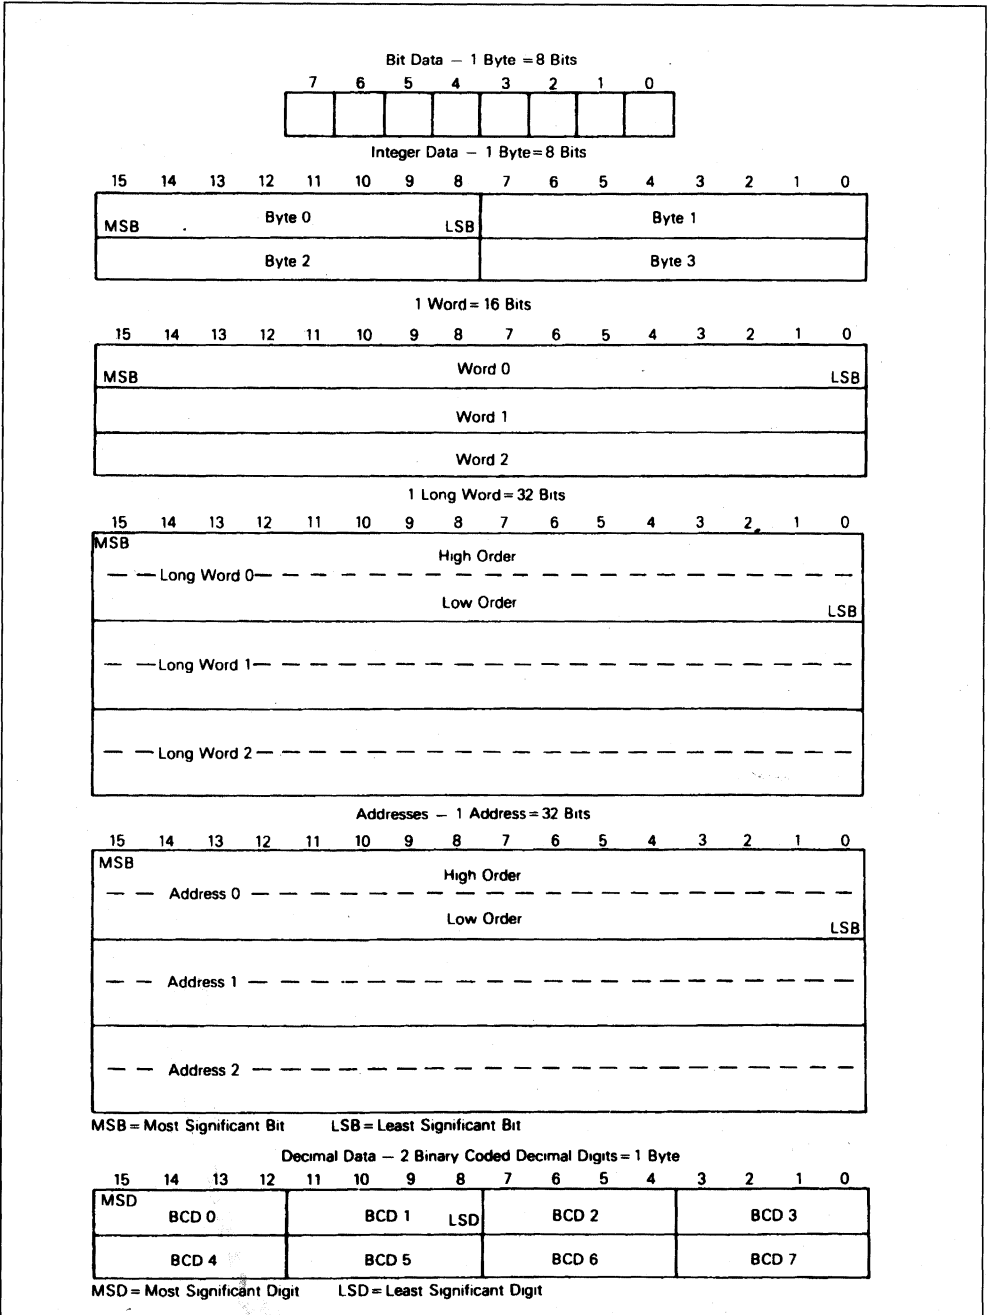 Bit Data — 1 Byte = 8 Bits
7 6 5 4 3 2 1 0
Integer Data — 1 Byte = 8 Bits
15 14 13 12 11 10 9 8 7 6 5 4 3 2 1 0
MSB Byte 0 LSB Byte 1
Byte 2 Byte 3
1 Word = 16 Bits
15 14 13 12 11 10 9 8 7 6 5 4 3 2 1 0
MSB Word 0 LSB
Word 1
Word 2
1 Long Word = 32 Bits
15 14 13 12 11 10 9 8 7 6 5 4 3 2 1 0
MSB High Order
Long Word 0
Low Order LSB
Long Word 1
Long Word 2
Addresses — 1 Address = 32 Bits
15 14 13 12 11 10 9 8 7 6 5 4 3 2 1 0
MSB High Order
Address 0
Low Order LSB
Address 1
Address 2
MSB = Most Significant Bit LSB = Least Significant Bit
Decimal Data — 2 Binary Coded Decimal Digits = 1 Byte
15 14 13 12 11 10 9 8 7 6 5 4 3 2 1 0
MSD BCD 0 BCD 1 LSD BCD 2 BCD 3
BCD 4 BCD 5 BCD 6 BCD 7
MSD = Most Significant Digit LSD = Least Significant Digit